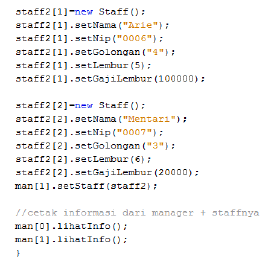 staff2[1]=new Staff();
staff2[1].setNama("Arie");
staff2[1].setNip("0006");
staff2[1].setGolongan("4");
staff2[1].setLembur(5);
staff2[1].setGajiLembur(100000);
staff2[2]=new Staff();
staff2[2].setNama("Mentari");
staff2[2].setNip("0007");
staff2[2].setGolongan("3");
staff2[2].setLembur(6);
staff2[2].setGajiLembur(20000);
man[1].setStaff(staff2);
//cetak informasi dari manager + staffnya
man[0].lihatInfo();
man[1].lihatInfo();
}